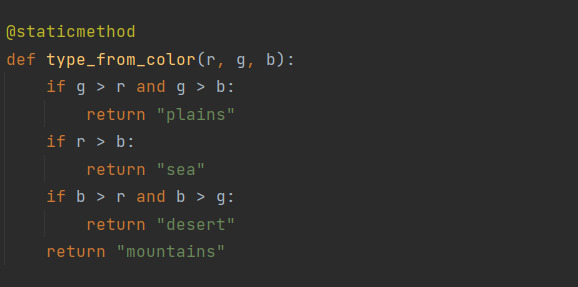 @staticmethod
def type_from_color(r, g, b):
    if g > r and g > b:
        return "plains"
    if r > b:
        return "sea"
    if b > r and b > g:
        return "desert"
    return "mountains"